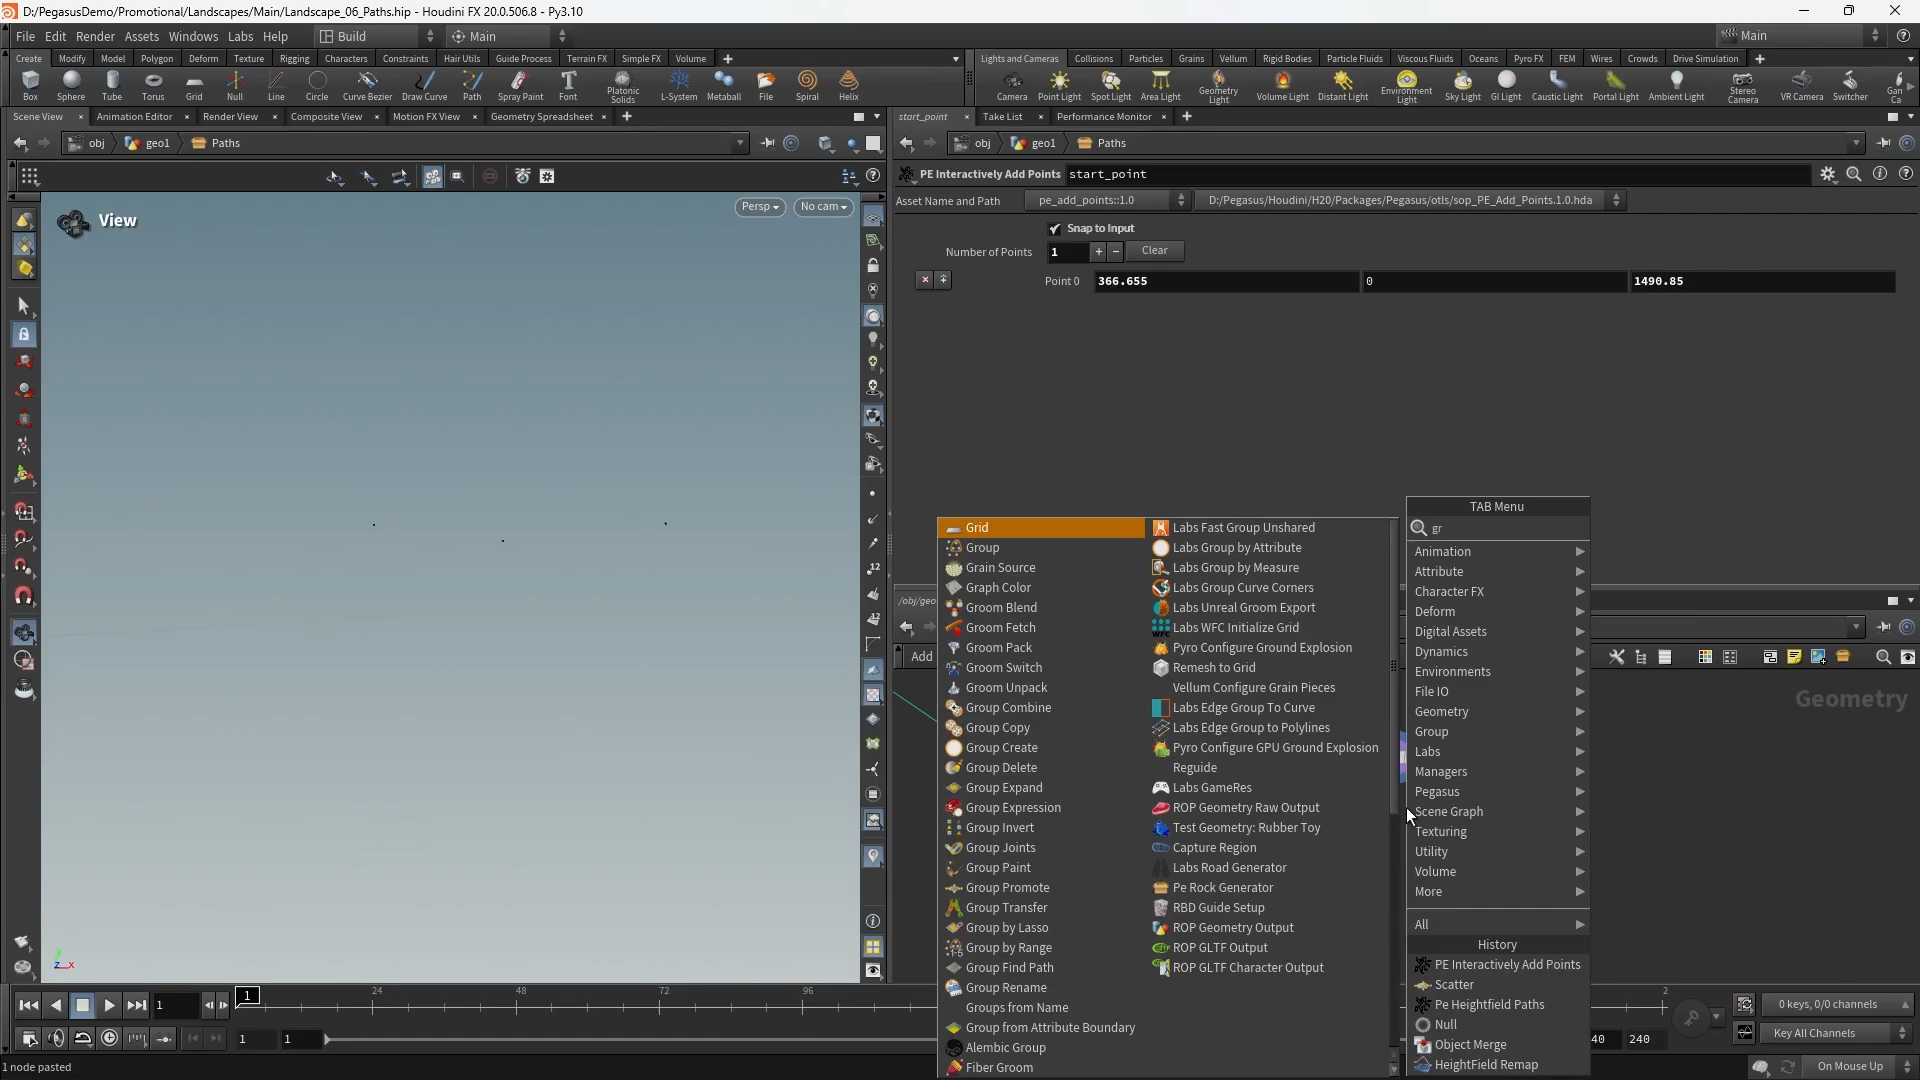 D:/PegasusDemo/Promotional/Landscapes/Main/Landscape_06_Paths.hip - Houdini FX 20.0.506.8 - Py3.10
File Edit Render Assets Windows Labs Help Build Main Main
Create Modify Model Polygon Deform Texture Rigging Characters Constraints Hair Utils Guide Process Terrain FX Simple FX Volume
Lights and Cameras Collisions Particles Grains Vellum Rigid Bodies Particle Fluids Viscous Fluids Oceans Pyro FX FEM Wires Crowds Drive Simulation
Box Sphere Tube Torus Grid Null Line Circle Curve Bezier Draw Curve Path Spray Paint Font Platonic Solids L-System Metaball File Spiral Helix
Camera Point Light Spot Light Area Light Geometry Light Volume Light Distant Light Environment Light Sky Light GI Light Caustic Light Portal Light Ambient Light Stereo Camera VR Camera Switcher Gan Ca
Scene View Animation Editor Render View Composite View Motion FX View Geometry Spreadsheet
start_point Take List Performance Monitor
obj geo1 Paths
obj geo1 Paths
PE Interactively Add Points start_point
Asset Name and Path pe_add_points::1.0 D:/Pegasus/Houdini/H20/Packages/Pegasus/otls/sop_PE_Add_Points.1.0.hda
View
Persp No cam
Snap to Input
Number of Points 1 Clear
Point 0 366.655 0 1490.85
TAB Menu
gr
Animation
Attribute
Character FX
Deform
Digital Assets
Dynamics
Environments
File IO
Geometry
Group
Labs
Managers
Pegasus
Scene Graph
Texturing
Utility
Volume
More
All
History
PE Interactively Add Points
Scatter
Pe Heightfield Paths
Null
Object Merge
HeightField Remap
Grid
Group
Grain Source
Graph Color
Groom Blend
Groom Fetch
Groom Pack
Groom Switch
Groom Unpack
Group Combine
Group Copy
Group Create
Group Delete
Group Expand
Group Expression
Group Invert
Group Joints
Group Paint
Group Promote
Group Transfer
Group by Lasso
Group by Range
Group Find Path
Group Rename
Groups from Name
Group from Attribute Boundary
Alembic Group
Fiber Groom
Labs Fast Group Unshared
Labs Group by Attribute
Labs Group by Measure
Labs Group Curve Corners
Labs Unreal Groom Export
Labs WFC Initialize Grid
Pyro Configure Ground Explosion
Remesh to Grid
Vellum Configure Grain Pieces
Labs Edge Group To Curve
Labs Edge Group to Polylines
Pyro Configure GPU Ground Explosion
Reguide
Labs GameRes
ROP Geometry Raw Output
Test Geometry: Rubber Toy
Capture Region
Labs Road Generator
Pe Rock Generator
RBD Guide Setup
ROP Geometry Output
ROP GLTF Output
ROP GLTF Character Output
/obj/geo
Add
Geometry
12
12
z x
1 1 24 48 72 96 2
0 keys, 0/0 channels
1 1 40 240 Key All Channels
1 node pasted On Mouse Up